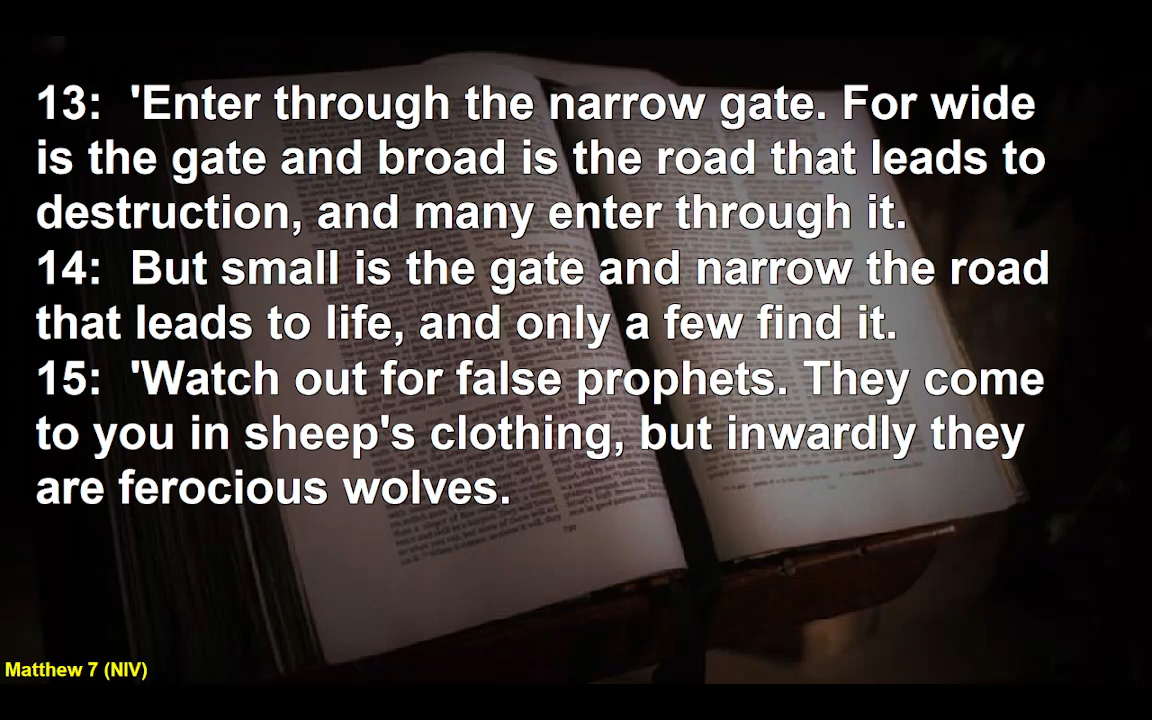 13:  'Enter through the narrow gate. For wide
is the gate and broad is the road that leads to
destruction, and many enter through it.
14:  But small is the gate and narrow the road
that leads to life, and only a few find it.
15:  'Watch out for false prophets. They come
to you in sheep's clothing, but inwardly they
are ferocious wolves.
Matthew 7 (NIV)